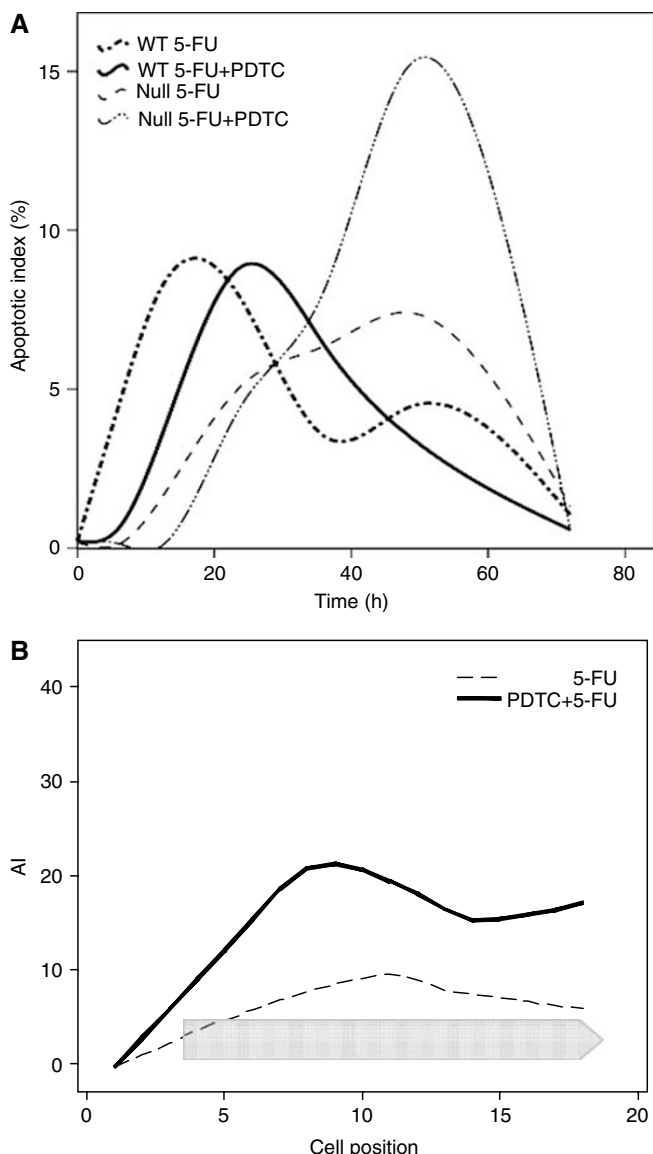 A
WT 5-FU
WT 5-FU+PDTC
Null 5-FU
Null 5-FU+PDTC
15
10
5
0
Apoptotic index (%)
0 20 40 60 80
Time (h)
B
5-FU
PDTC+5-FU
40
30
20
10
0
AI
0 5 10 15 20
Cell position